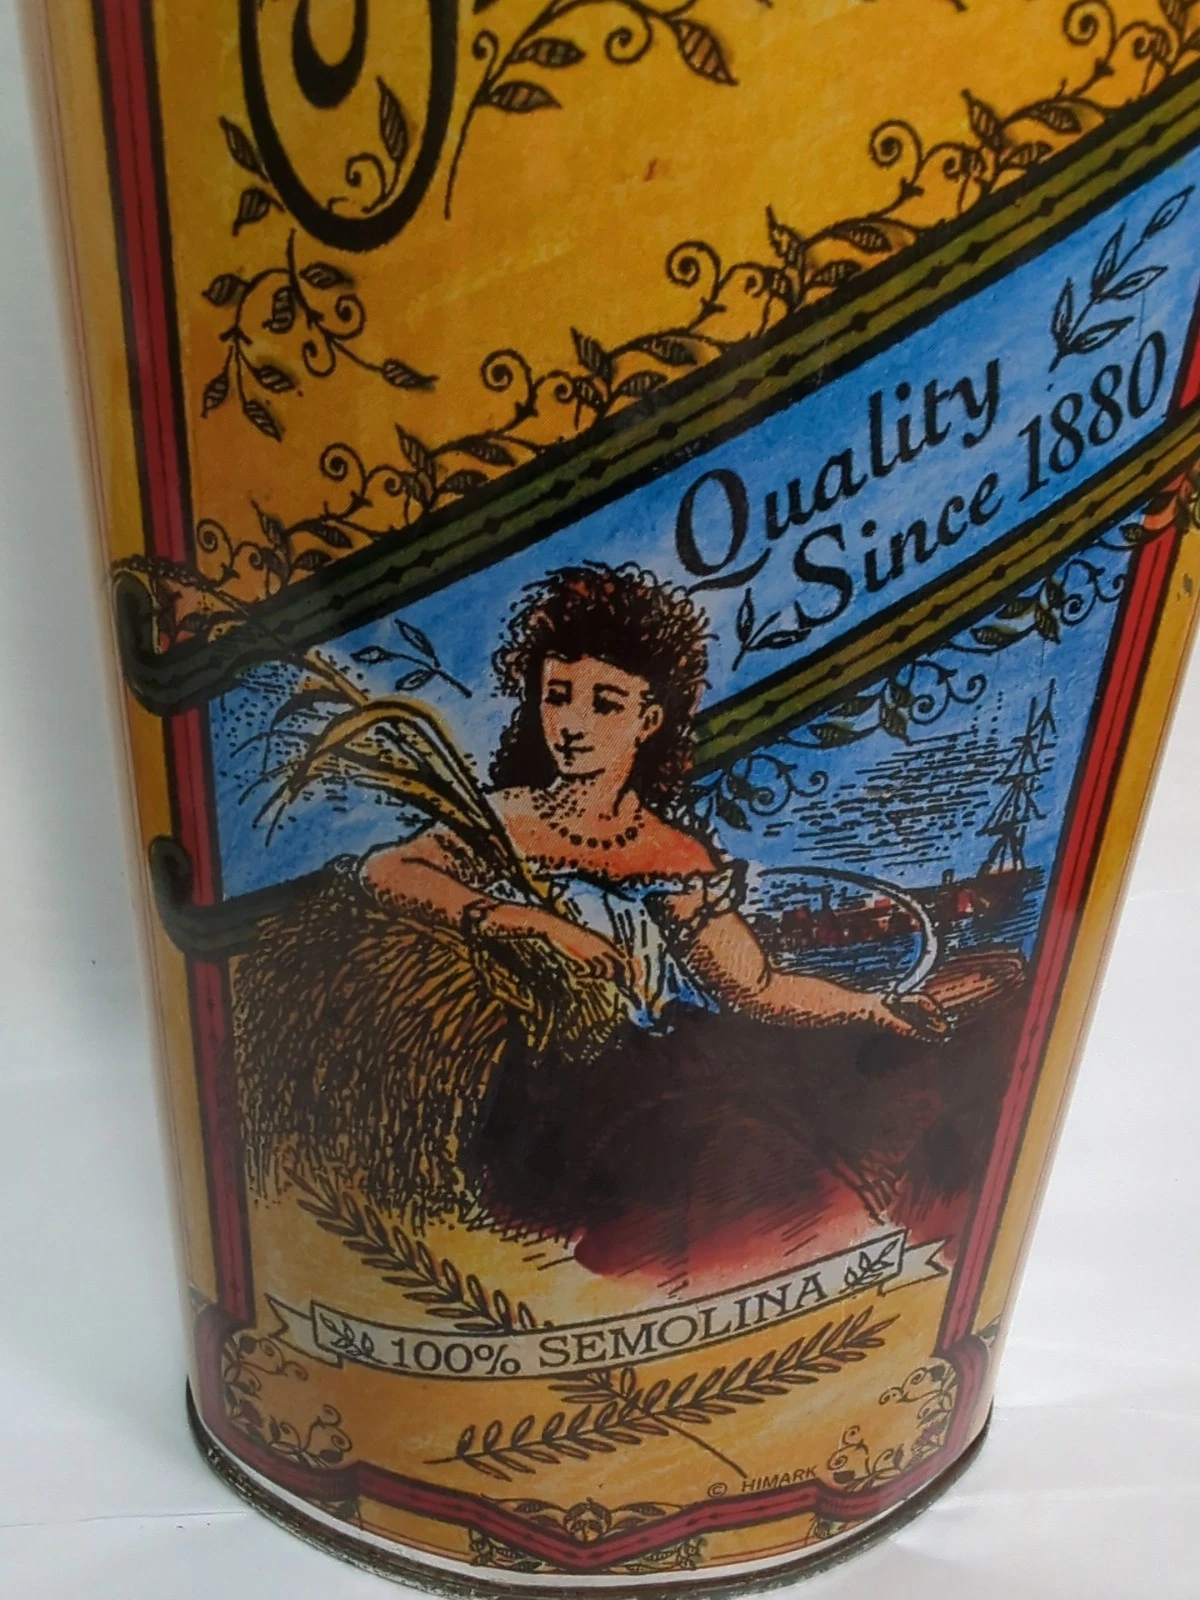 Quality
Since 1880
100% SEMOLINA
© HIMARK